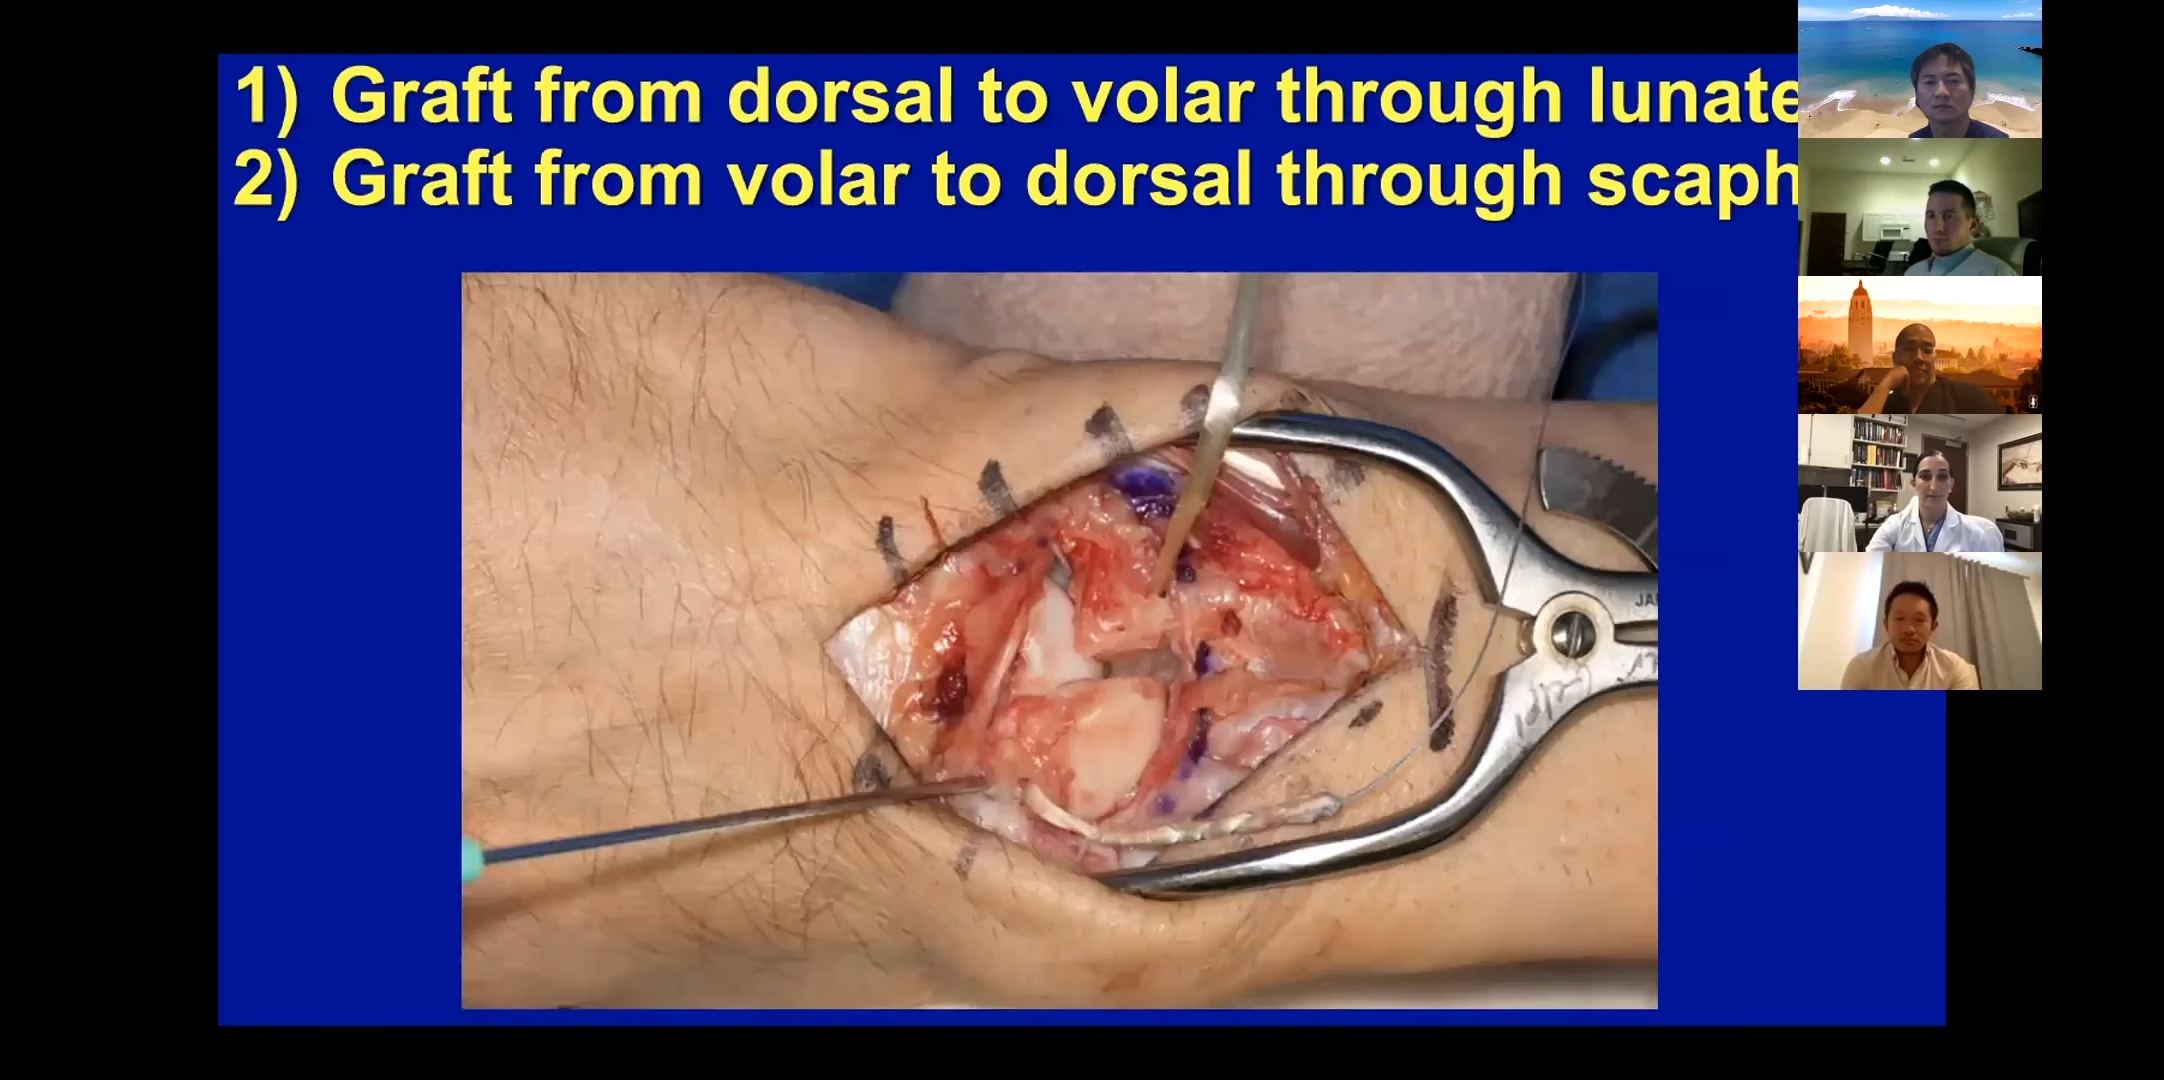 1) Graft from dorsal to volar through lunate
2) Graft from volar to dorsal through scaph